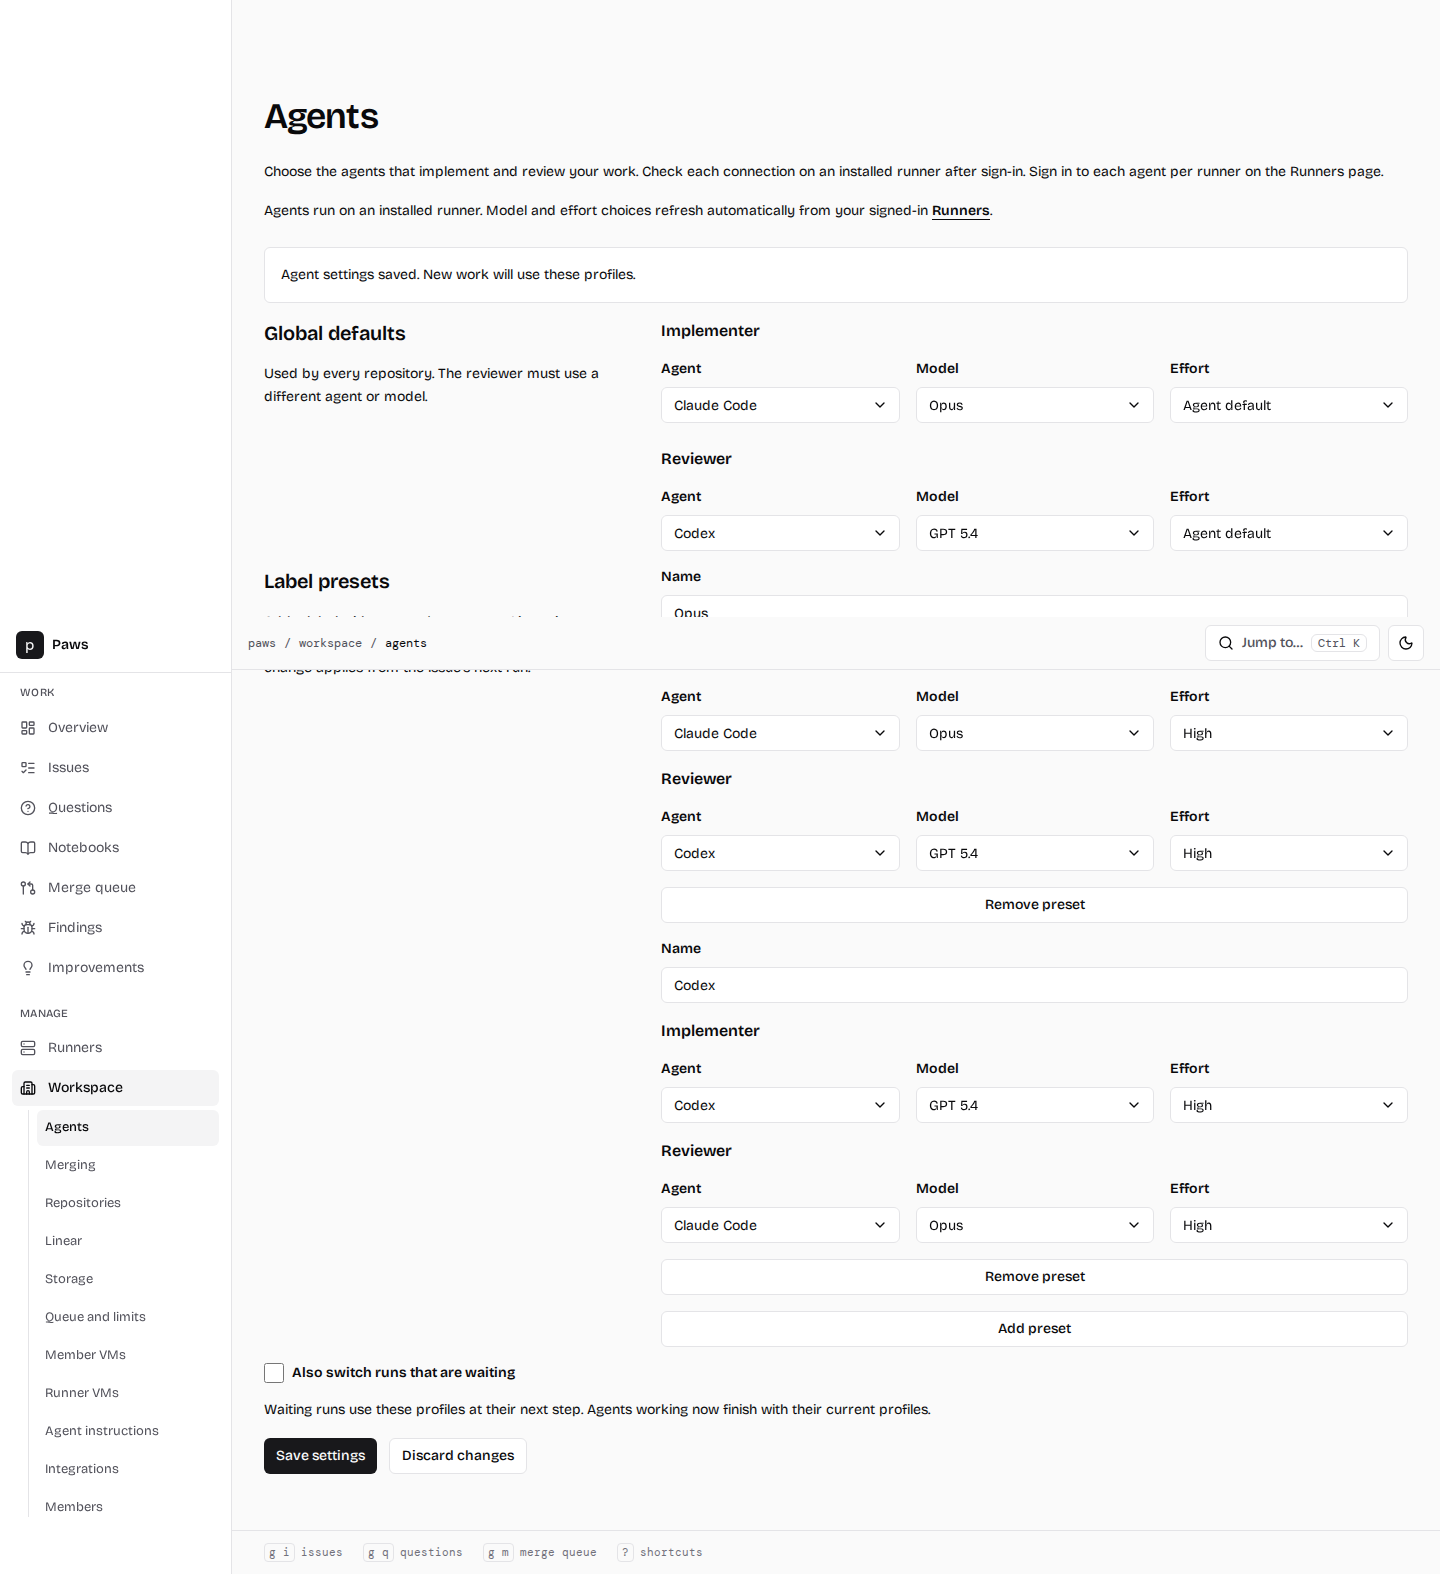 Agents
Choose the agents that implement and review your work. Check each connection on an installed runner after sign-in. Sign in to each agent per runner on the Runners page.
Agents run on an installed runner. Model and effort choices refresh automatically from your signed-in Runners.
Agent settings saved. New work will use these profiles.
Global defaults
Used by every repository. The reviewer must use a
different agent or model.
Implementer
Agent Model Effort
Claude Code Opus Agent default
Reviewer
Agent Model Effort
Codex GPT 5.4 Agent default
Label presets
Name
Opus
p Paws
paws / workspace / agents
Jump to... Ctrl K
change applies from the issue's next run.
Agent Model Effort
Claude Code Opus High
Reviewer
Agent Model Effort
Codex GPT 5.4 High
Remove preset
Name
Codex
Implementer
Agent Model Effort
Codex GPT 5.4 High
Reviewer
Agent Model Effort
Claude Code Opus High
Remove preset
Add preset
Also switch runs that are waiting
Waiting runs use these profiles at their next step. Agents working now finish with their current profiles.
Save settings Discard changes
WORK
Overview
Issues
Questions
Notebooks
Merge queue
Findings
Improvements
MANAGE
Runners
Workspace
Agents
Merging
Repositories
Linear
Storage
Queue and limits
Member VMs
Runner VMs
Agent instructions
Integrations
Members
g i issues g q questions g m merge queue ? shortcuts